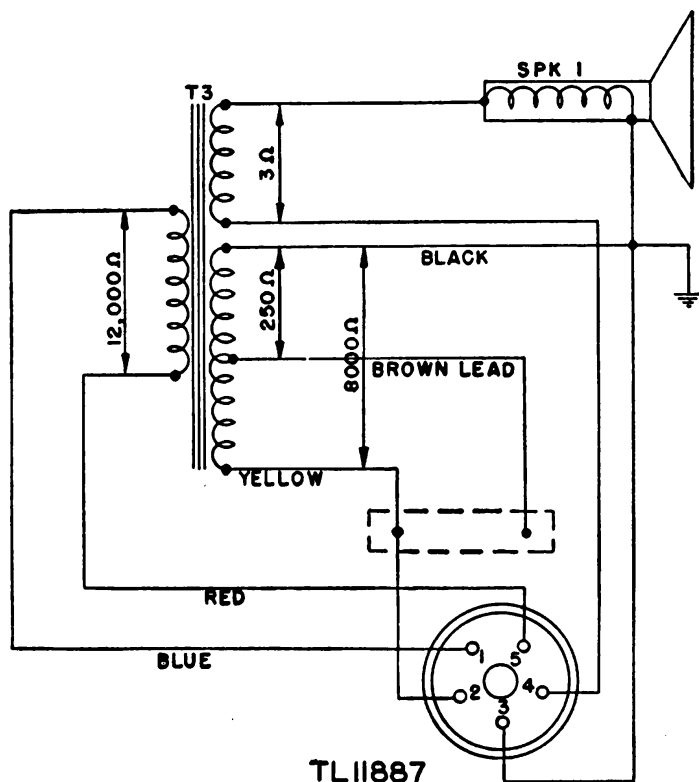 SPK 1
T3
3Ω
12,000Ω
BLACK
250Ω
8000Ω
BROWN LEAD
YELLOW
RED
BLUE
1
5
2
4
3
TL11887